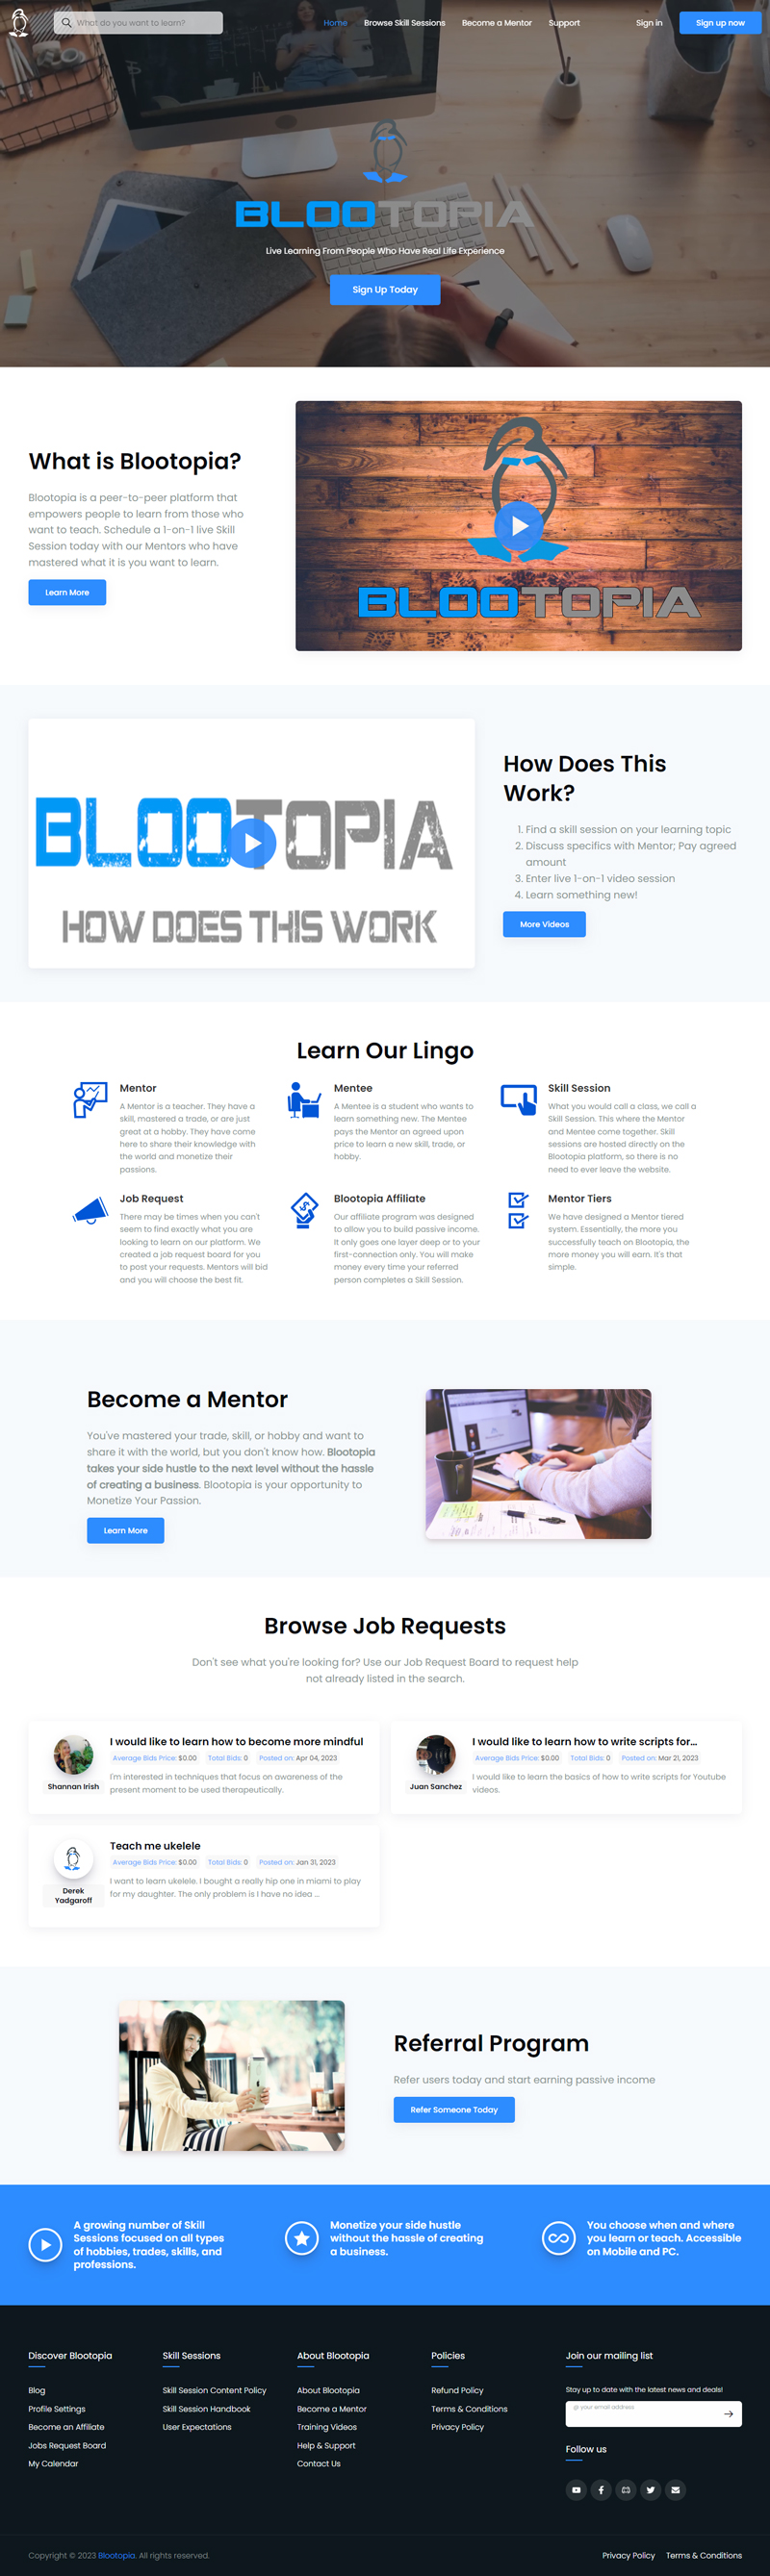 What do you want to learn?
Home Browse Skill Sessions Become a Mentor Support Sign in Sign up now
BLOOTOPIA
Live Learning From People Who Have Real Life Experience
Sign Up Today
What is Blootopia?
Blootopia is a peer-to-peer platform that
empowers people to learn from those who
want to teach. Schedule a 1-on-1 live Skill
Session today with our Mentors who have
mastered what it is you want to learn.
Learn More
BLOOTOPIA
BLOOTOPIA
HOW DOES THIS WORK
How Does This
Work?
1. Find a skill session on your learning topic
2. Discuss specifics with Mentor; Pay agreed
amount
3. Enter live 1-on-1 video session
4. Learn something new!
More Videos
Learn Our Lingo
Mentor
A Mentor is a teacher. They have a
skill, mastered a trade, or are just
great at a hobby. They have come
here to share their knowledge with
the world and monetize their
passions.
Mentee
A Mentee is a student who wants to
learn something new. The Mentee
pays the Mentor an agreed upon
price to learn a new skill, trade, or
hobby.
Skill Session
What you would call a class, we call a
Skill Session. This where the Mentor
and Mentee come together. Skill
sessions are hosted directly on the
Blootopia platform, so there is no
need to ever leave the website.
Job Request
There may be times when you can't
seem to find exactly what you are
looking to learn on our platform. We
created a job request board for you
to post your requests. Mentors will bid
and you will choose the best fit.
Blootopia Affiliate
Our affiliate program was designed
to allow you to build passive income.
It only goes one layer deep or to your
first-connection only. You will make
money every time your referred
person completes a Skill Session.
Mentor Tiers
We have designed a Mentor tiered
system. Essentially, the more you
successfully teach on Blootopia, the
more money you will earn. It's that
simple.
Become a Mentor
You've mastered your trade, skill, or hobby and want to
share it with the world, but you don't know how. Blootopia
takes your side hustle to the next level without the hassle
of creating a business. Blootopia is your opportunity to
Monetize Your Passion.
Learn More
Browse Job Requests
Don't see what you're looking for? Use our Job Request Board to request help
not already listed in the search.
Shannan Irish
I would like to learn how to become more mindful
Average Bids Price: $0.00 Total Bids: 0 Posted on: Apr 04, 2023
I'm interested in techniques that focus on awareness of the
present moment to be used therapeutically.
Juan Sanchez
I would like to learn how to write scripts for...
Average Bids Price: $0.00 Total Bids: 0 Posted on: Mar 21, 2023
I would like to learn the basics of how to write scripts for Youtube
videos.
Derek
Yadgaroff
Teach me ukelele
Average Bids Price: $0.00 Total Bids: 0 Posted on: Jan 31, 2023
I want to learn ukelele. I bought a really hip one in miami to play
for my daughter. The only problem is I have no idea ...
Referral Program
Refer users today and start earning passive income
Refer Someone Today
A growing number of Skill
Sessions focused on all types
of hobbies, trades, skills, and
professions.
Monetize your side hustle
without the hassle of creating
a business.
You choose when and where
you learn or teach. Accessible
on Mobile and PC.
Discover Blootopia
Blog
Profile Settings
Become an Affiliate
Jobs Request Board
My Calendar
Skill Sessions
Skill Session Content Policy
Skill Session Handbook
User Expectations
About Blootopia
About Blootopia
Become a Mentor
Training Videos
Help & Support
Contact Us
Policies
Refund Policy
Terms & Conditions
Privacy Policy
Join our mailing list
Stay up to date with the latest news and deals!
@ your email address
Follow us
Copyright © 2023 Blootopia. All rights reserved.
Privacy Policy Terms & Conditions